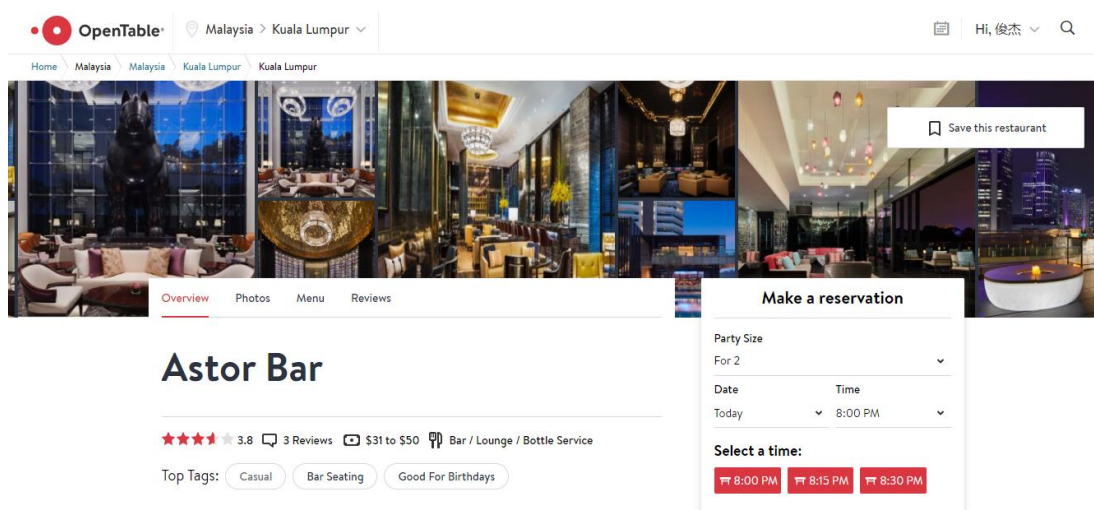 OpenTable
Malaysia > Kuala Lumpur
Hi, 俊杰
Home Malaysia Malaysia Kuala Lumpur Kuala Lumpur
Save this restaurant
Overview Photos Menu Reviews
Astor Bar
3.8 3 Reviews $31 to $50 Bar / Lounge / Bottle Service
Top Tags: Casual Bar Seating Good For Birthdays
Make a reservation
Party Size
For 2
Date Time
Today 8:00 PM
Select a time:
8:00 PM 8:15 PM 8:30 PM